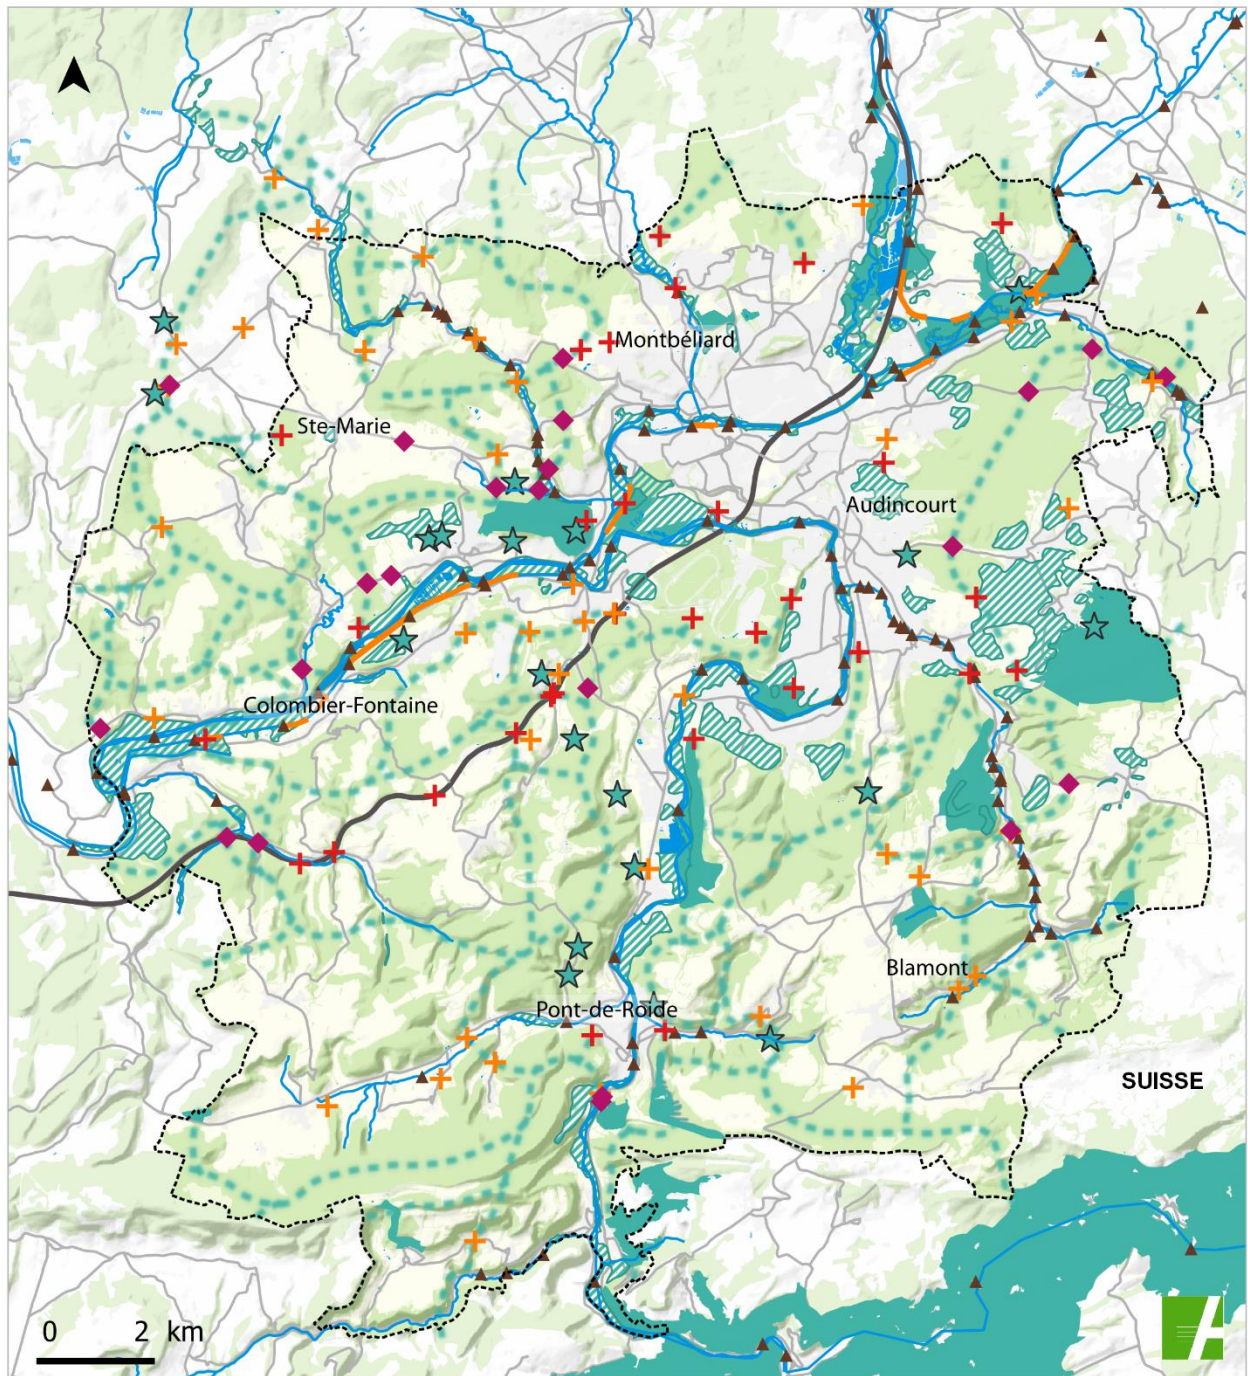 Montbéliard
Ste-Marie
Audincourt
Colombier-Fontaine
Blamont
Pont-de-Roide
SUISSE
0 2 km